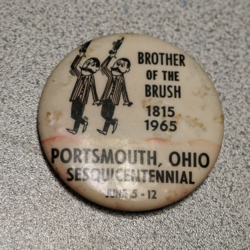 BROTHER
OF THE
BRUSH
1815
1965
PORTSMOUTH, OHIO
SESQUICENTENNIAL
JUNE 5-12